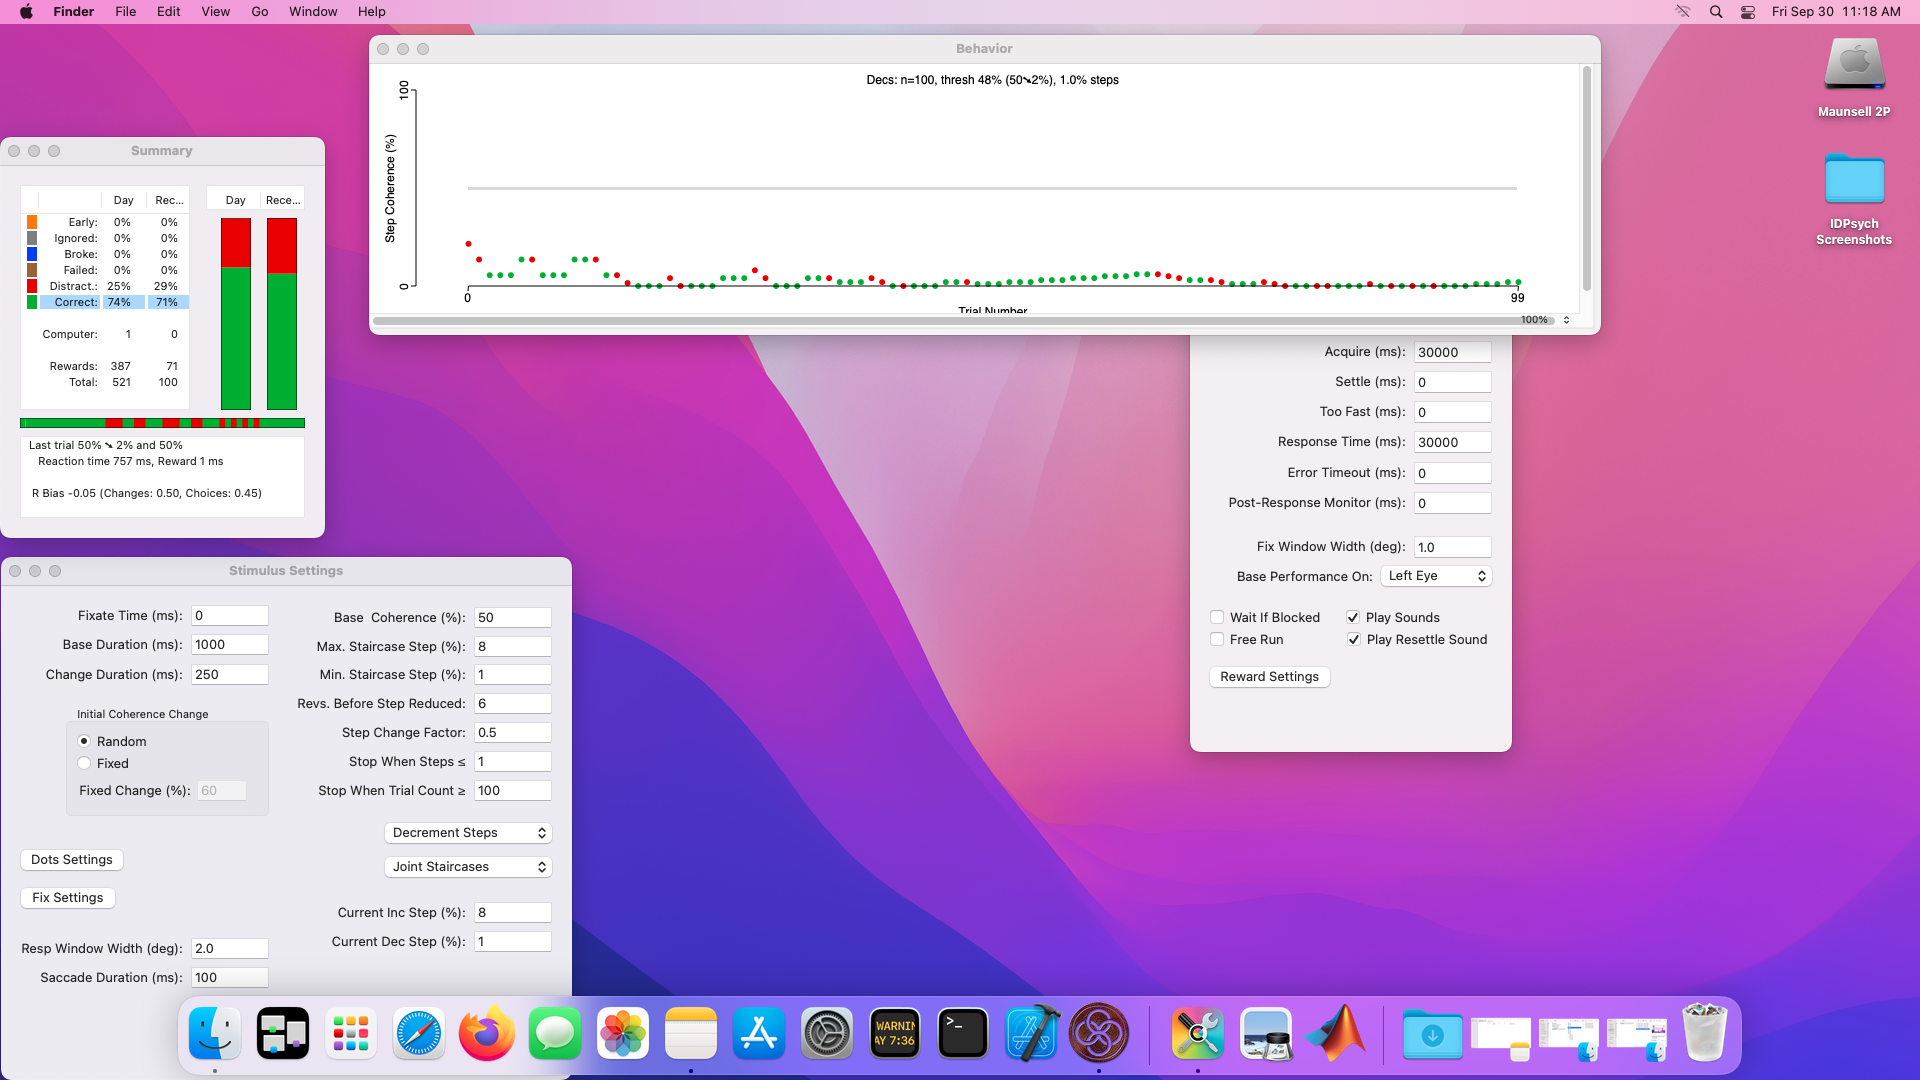 Finder File Edit View Go Window Help
Fri Sep 30 11:18 AM
Behavior
Decs: n=100, thresh 48% (50➘2%), 1.0% steps
100
Step Coherence (%)
0
0
99
Trial Number
100%
Maunsell 2P
IDPsych
Screenshots
Summary
Day Rec...
Early: 0% 0%
Ignored: 0% 0%
Broke: 0% 0%
Failed: 0% 0%
Distract.: 25% 29%
Correct: 74% 71%
Computer: 1 0
Rewards: 387 71
Total: 521 100
Day Rece...
Last trial 50% ➘ 2% and 50%
Reaction time 757 ms, Reward 1 ms
R Bias -0.05 (Changes: 0.50, Choices: 0.45)
Acquire (ms): 30000
Settle (ms): 0
Too Fast (ms): 0
Response Time (ms): 30000
Error Timeout (ms): 0
Post-Response Monitor (ms): 0
Fix Window Width (deg): 1.0
Base Performance On: Left Eye
Wait If Blocked Play Sounds
Free Run Play Resettle Sound
Reward Settings
Stimulus Settings
Fixate Time (ms): 0
Base Duration (ms): 1000
Change Duration (ms): 250
Initial Coherence Change
Random
Fixed
Fixed Change (%): 60
Dots Settings
Fix Settings
Resp Window Width (deg): 2.0
Saccade Duration (ms): 100
Base Coherence (%): 50
Max. Staircase Step (%): 8
Min. Staircase Step (%): 1
Revs. Before Step Reduced: 6
Step Change Factor: 0.5
Stop When Steps ≤ 1
Stop When Trial Count ≥ 100
Decrement Steps
Joint Staircases
Current Inc Step (%): 8
Current Dec Step (%): 1
WARNIN
AY 7:36
>_